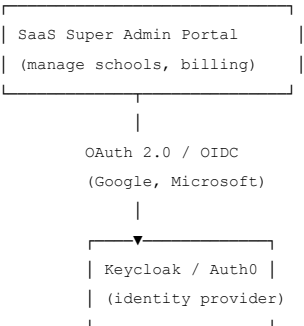 SaaS Super Admin Portal
(manage schools, billing)
OAuth 2.0 / OIDC
(Google, Microsoft)
Keycloak / Auth0
(identity provider)